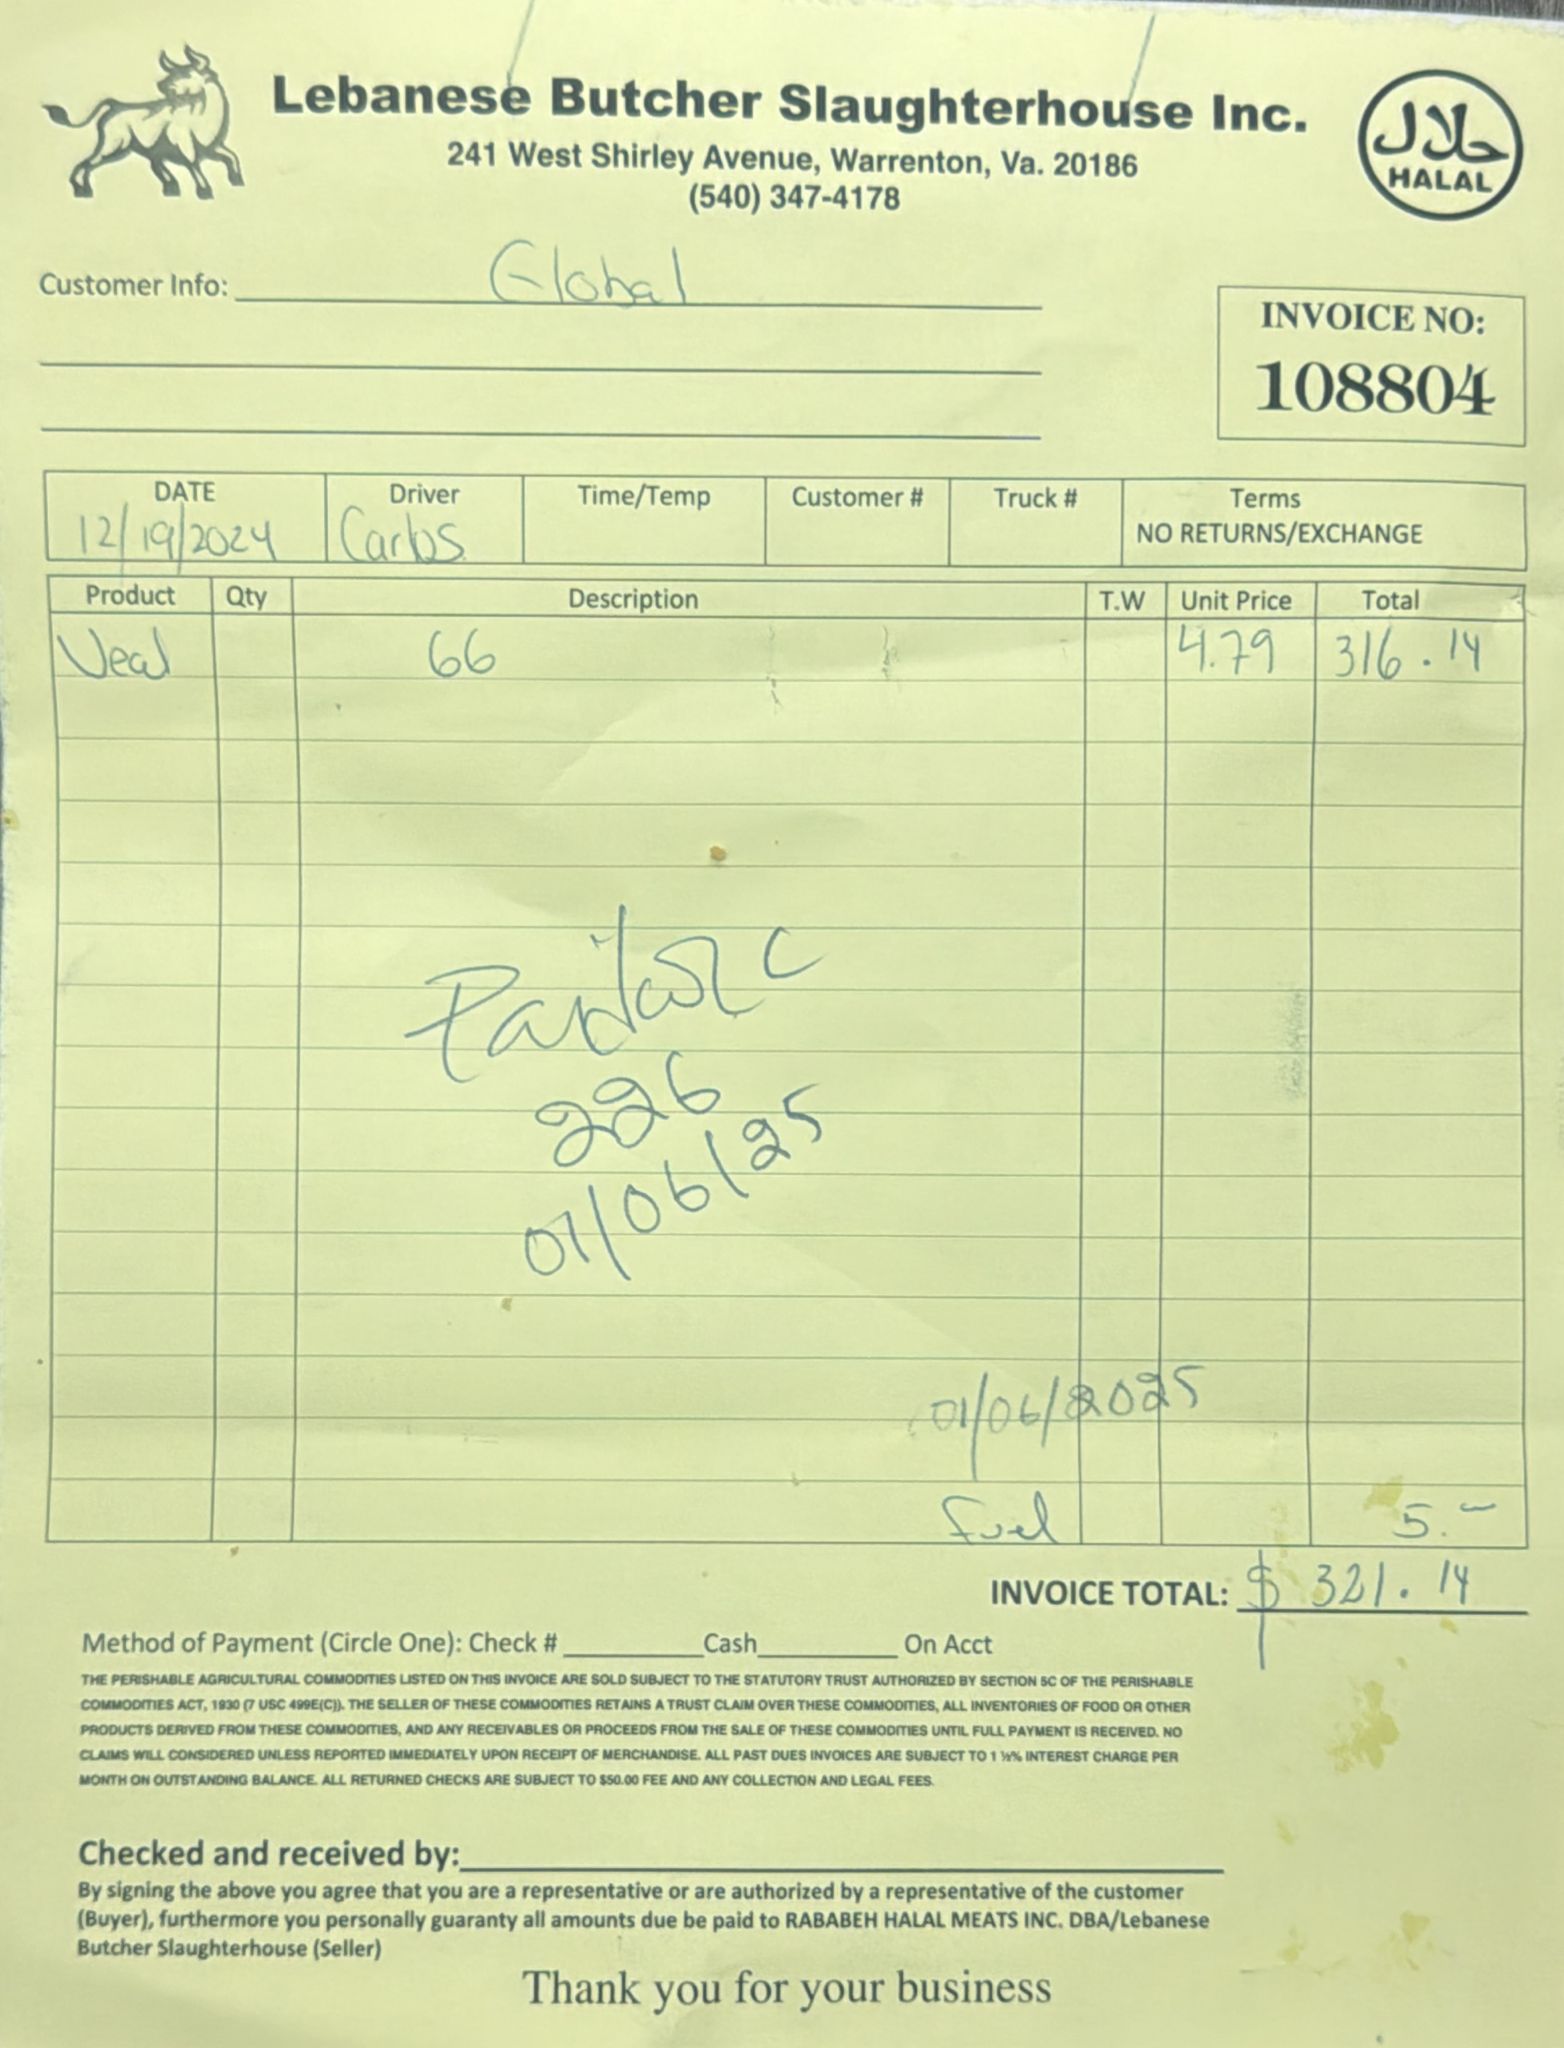 Lebanese Butcher Slaughterhouse Inc.
241 West Shirley Avenue, Warrenton, Va. 20186
(540) 347-4178
حلال
HALAL
Customer Info: Global
INVOICE NO:
108804
DATE Driver Time/Temp Customer # Truck # Terms
12/19/2024 Carlos NO RETURNS/EXCHANGE
Product Qty Description T.W Unit Price Total
Veal 66 4.79 316.14
226
01/06/25
01/06/2025
Fuel 5.-
INVOICE TOTAL: $ 321.14
Method of Payment (Circle One): Check # Cash On Acct
THE PERISHABLE AGRICULTURAL COMMODITIES LISTED ON THIS INVOICE ARE SOLD SUBJECT TO THE STATUTORY TRUST AUTHORIZED BY SECTION 5C OF THE PERISHABLE
COMMODITIES ACT, 1930 (7 USC 499E(C)). THE SELLER OF THESE COMMODITIES RETAINS A TRUST CLAIM OVER THESE COMMODITIES, ALL INVENTORIES OF FOOD OR OTHER
PRODUCTS DERIVED FROM THESE COMMODITIES, AND ANY RECEIVABLES OR PROCEEDS FROM THE SALE OF THESE COMMODITIES UNTIL FULL PAYMENT IS RECEIVED. NO
CLAIMS WILL CONSIDERED UNLESS REPORTED IMMEDIATELY UPON RECEIPT OF MERCHANDISE. ALL PAST DUES INVOICES ARE SUBJECT TO 1 ½% INTEREST CHARGE PER
MONTH ON OUTSTANDING BALANCE. ALL RETURNED CHECKS ARE SUBJECT TO $50.00 FEE AND ANY COLLECTION AND LEGAL FEES.
Checked and received by:
By signing the above you agree that you are a representative or are authorized by a representative of the customer
(Buyer), furthermore you personally guaranty all amounts due be paid to RABABEH HALAL MEATS INC. DBA/Lebanese
Butcher Slaughterhouse (Seller)
Thank you for your business